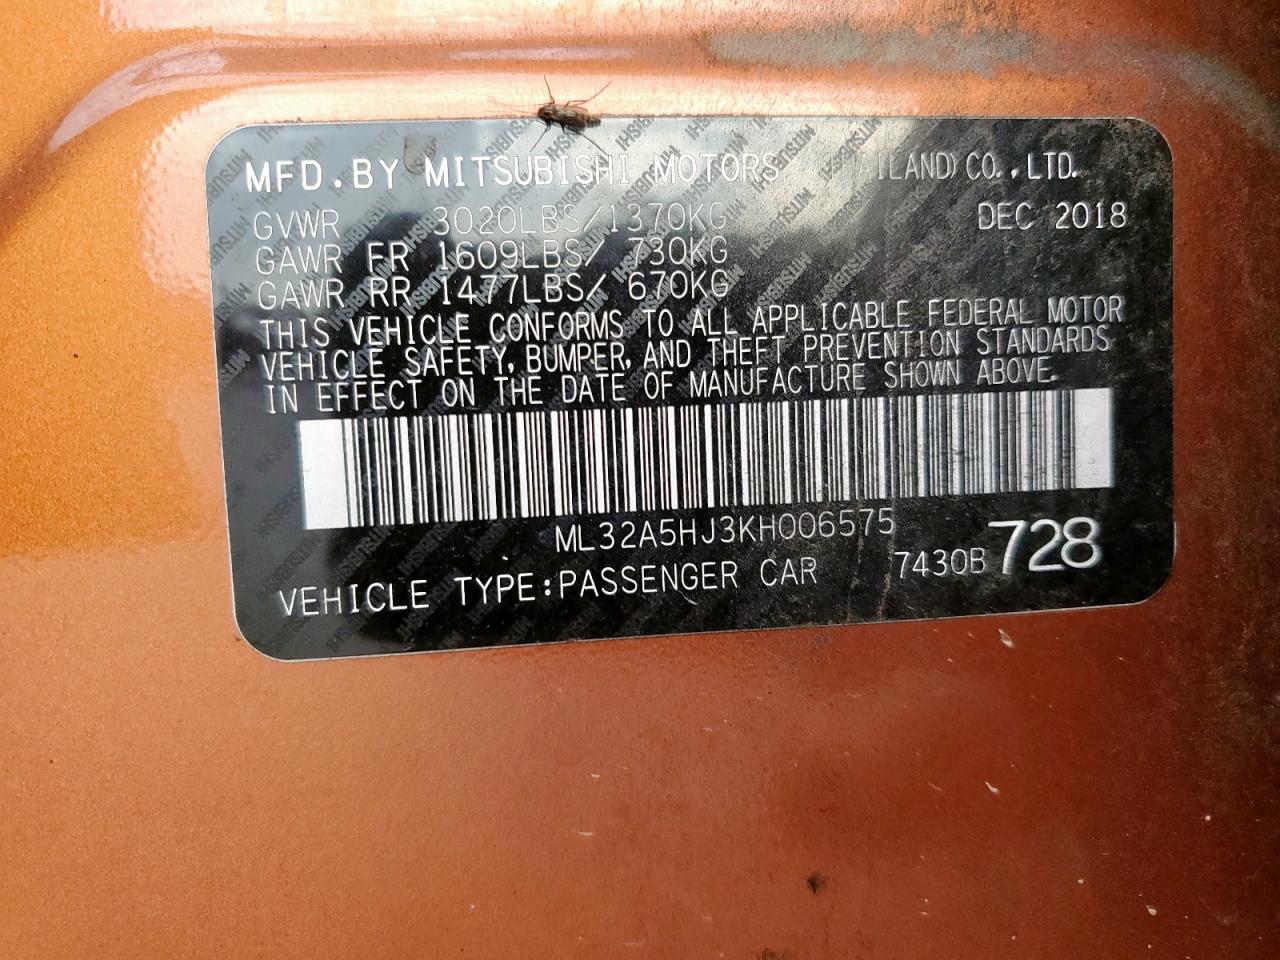 MFD.BY MITSUBISHI MOTORS (THAILAND) CO.,LTD.
GVWR 3020LBS/1370KG DEC 2018
GAWR FR 1609LBS/ 730KG
GAWR RR 1477LBS/ 670KG
THIS VEHICLE CONFORMS TO ALL APPLICABLE FEDERAL MOTOR
VEHICLE SAFETY, BUMPER, AND THEFT PREVENTION STANDARDS
IN EFFECT ON THE DATE OF MANUFACTURE SHOWN ABOVE.
ML32A5HJ3KH006575
VEHICLE TYPE:PASSENGER CAR 7430B 728